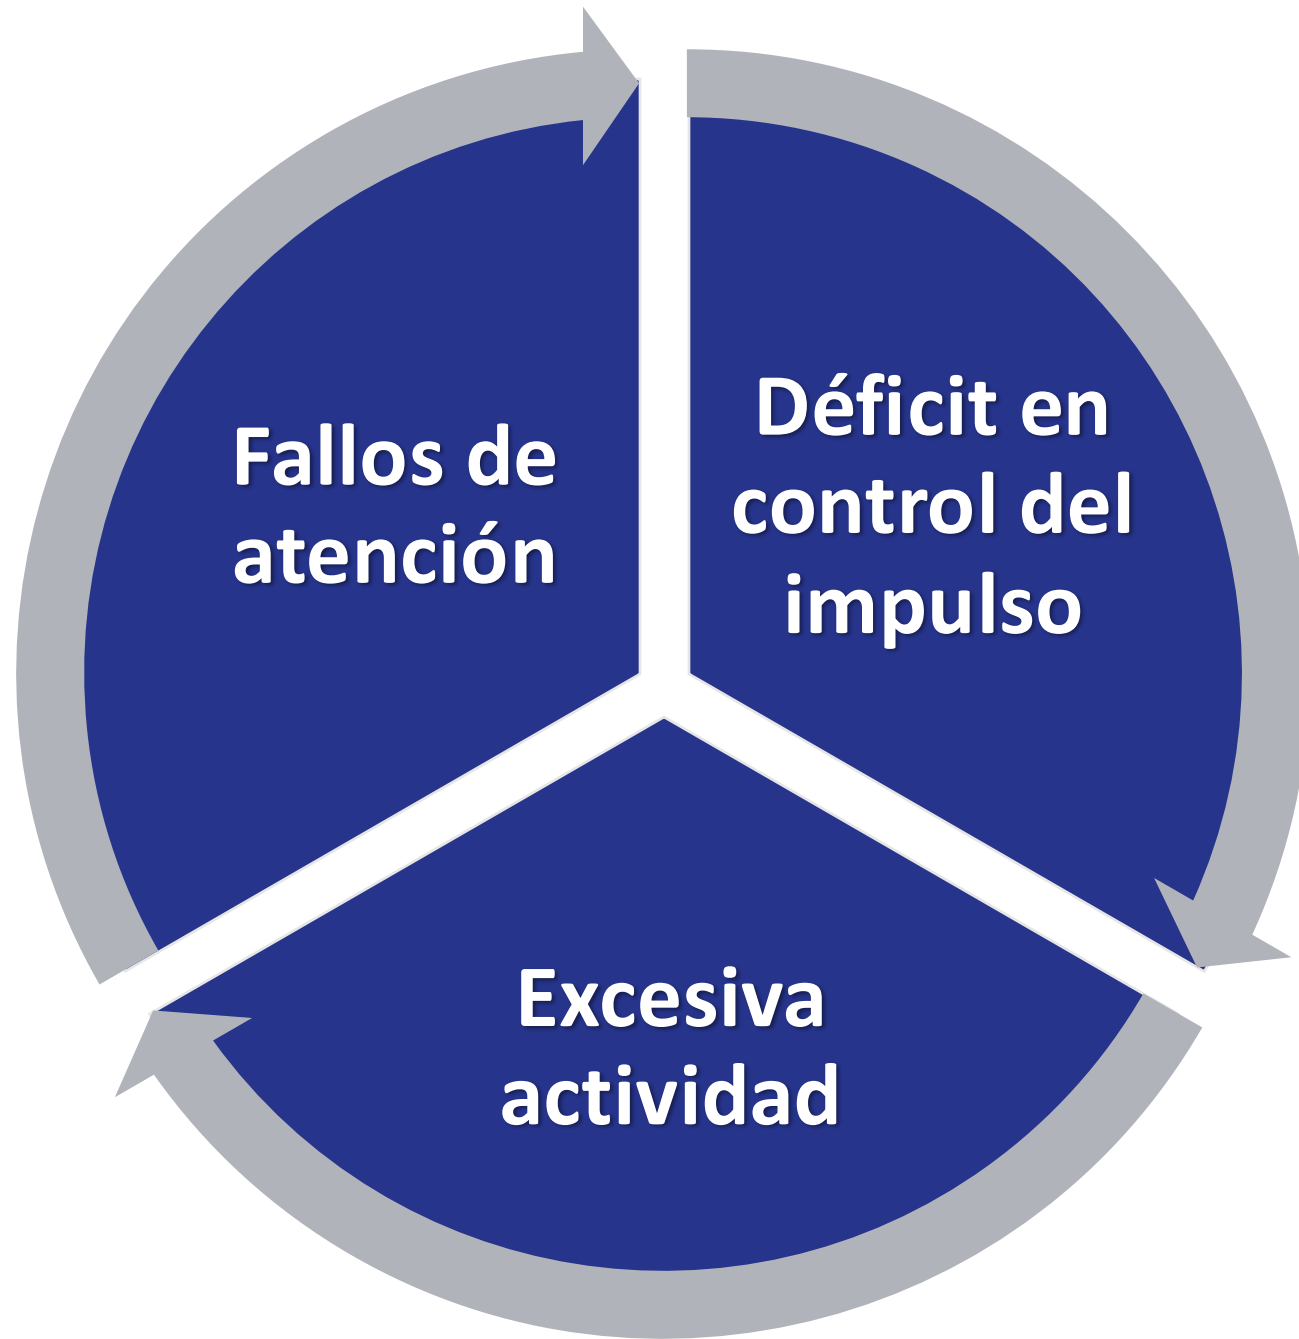 Fallos de
atención
Déficit en
control del
impulso
Excesiva
actividad